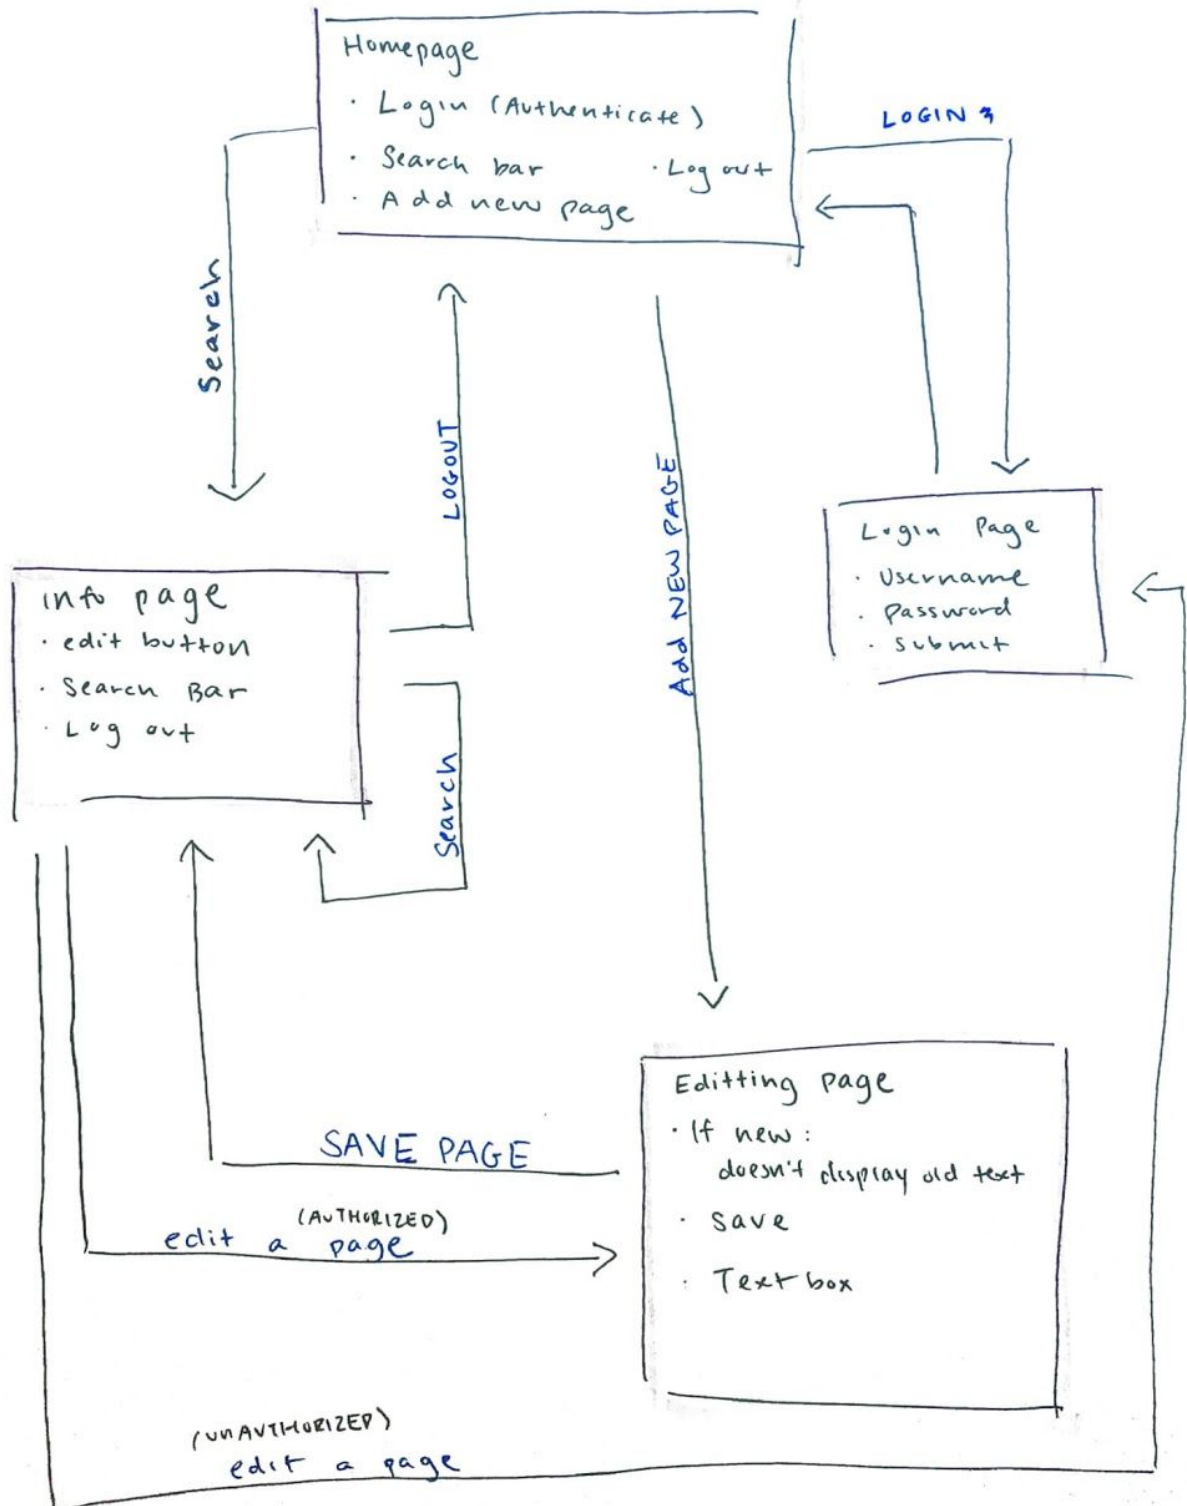 Homepage
· Login (Authenticate)
· Search bar · Log out
· Add new page
LOGIN
Search
LOGOUT
Add NEW PAGE
Login Page
· Username
· Password
· Submit
info page
· edit button
· Search Bar
· Log out
Search
Editting page
· If new :
doesn't display old text
· save
· Text box
SAVE PAGE
(AUTHORIZED)
edit a page
(UNAUTHORIZED)
edit a page